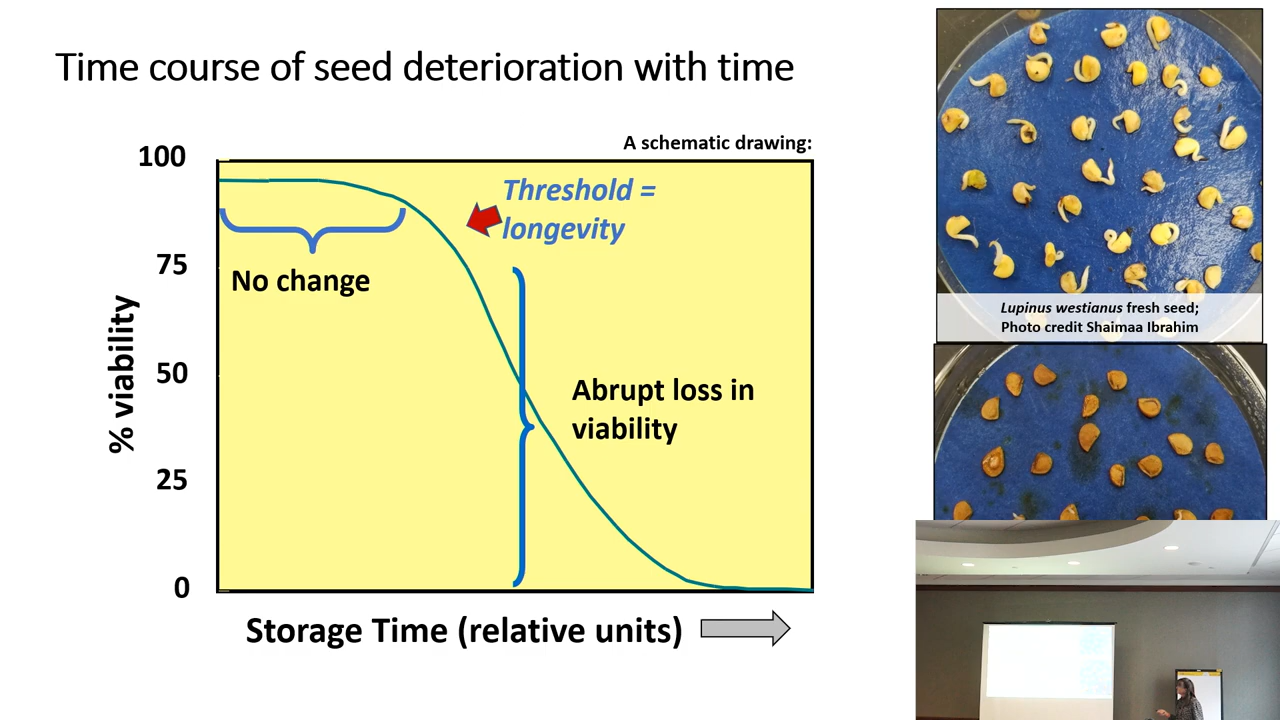 Time course of seed deterioration with time
A schematic drawing:
100
75
50
25
0
% viability
Threshold =
longevity
No change
Abrupt loss in
viability
Storage Time (relative units)
Lupinus westianus fresh seed;
Photo credit Shaimaa Ibrahim